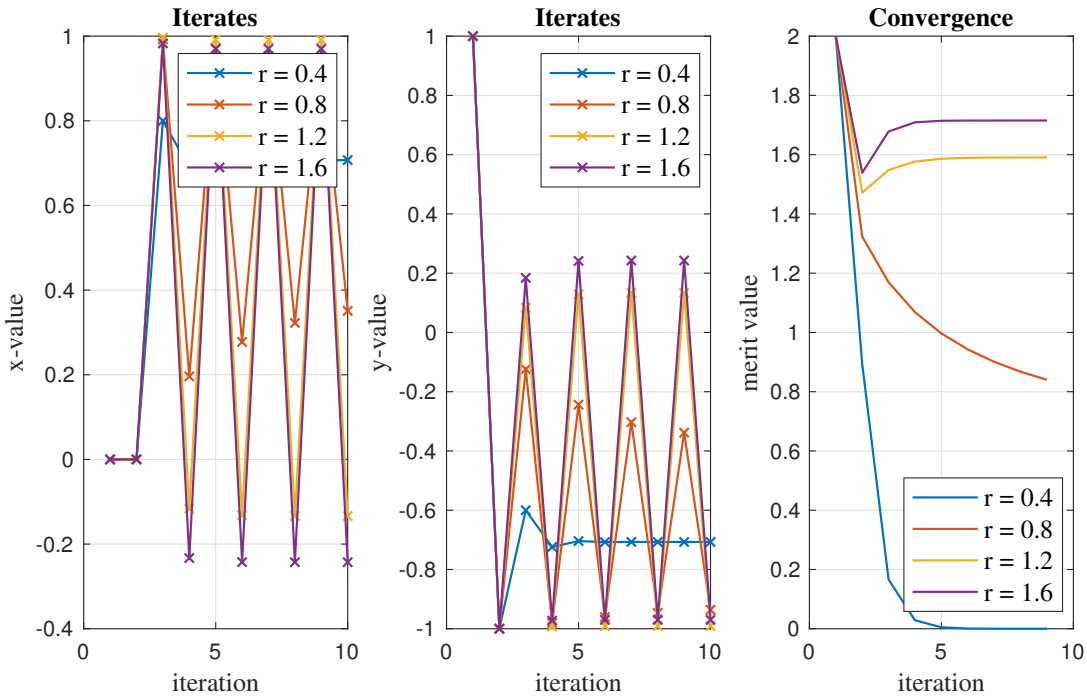 Iterates
1
0.8
0.6
0.4
0.2
0
-0.2
-0.4
0
5
10
x-value
iteration
r = 0.4
r = 0.8
r = 1.2
r = 1.6
Iterates
1
0.8
0.6
0.4
0.2
0
-0.2
-0.4
-0.6
-0.8
-1
0
5
10
y-value
iteration
r = 0.4
r = 0.8
r = 1.2
r = 1.6
Convergence
2
1.8
1.6
1.4
1.2
1
0.8
0.6
0.4
0.2
0
0
5
10
merit value
iteration
r = 0.4
r = 0.8
r = 1.2
r = 1.6